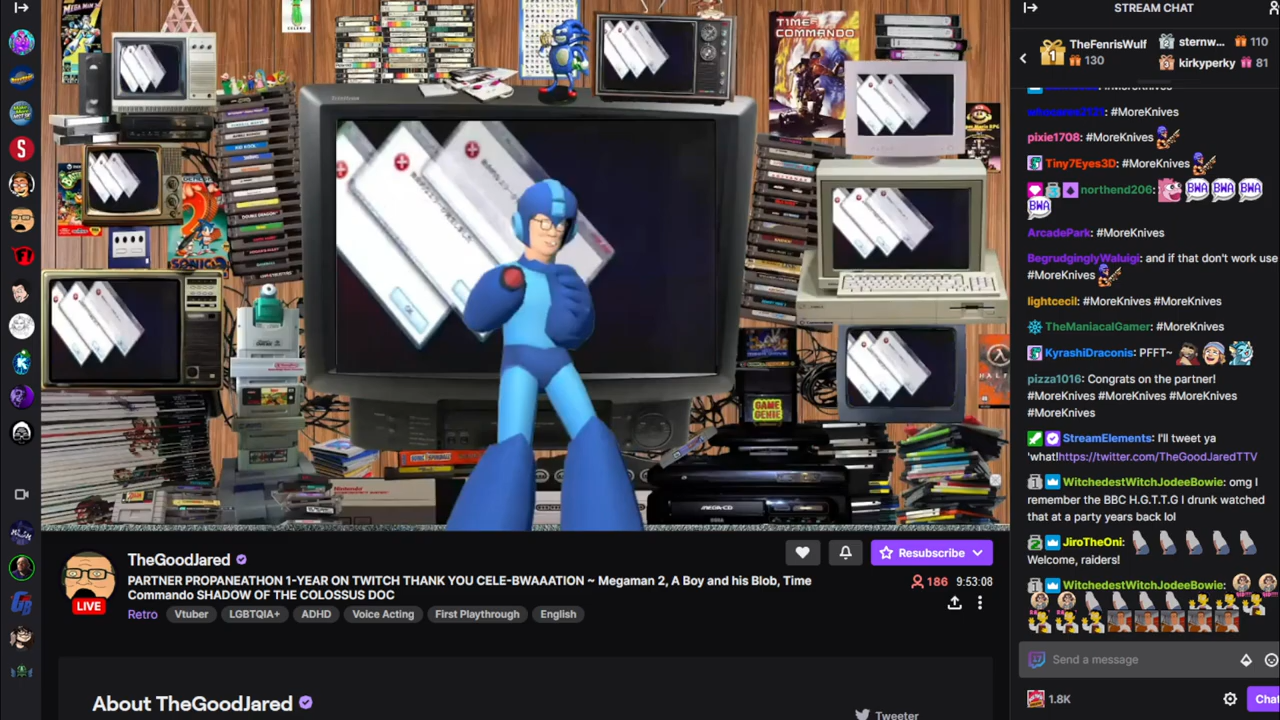 STREAM CHAT
TheFenrisWulf
130
sternw... 110
kirkyperky 81
1
#MoreKnives
pixie1708: #MoreKnives
Tiny7Eyes3D: #MoreKnives
northend206: BWA BWA BWA
BWA
ArcadePark: #MoreKnives
BegrudginglyWaluigi: and if that don't work use
#MoreKnives
lightcecil: #MoreKnives #MoreKnives
TheManiacalGamer: #MoreKnives
KyrashiDraconis: PFFT~
pizza1016: Congrats on the partner!
#MoreKnives #MoreKnives #MoreKnives
#MoreKnives
StreamElements: I'll tweet ya
'what!https://twitter.com/TheGoodJaredTTV
WitchedestWitchJodeeBowie: omg I
remember the BBC H.G.T.T.G I drunk watched
that at a party years back lol
JiroTheOni:
Welcome, raiders!
WitchedestWitchJodeeBowie:
Send a message
1.8K
Chat
TIME
COMMANDO
MEGA MAN
GAME
GENIE
MEGA-CD
SEGA
HALF
OK
TheGoodJared
LIVE
PARTNER PROPANEATHON 1-YEAR ON TWITCH THANK YOU CELE-BWAAATION ~ Megaman 2, A Boy and his Blob, Time
Commando SHADOW OF THE COLOSSUS DOC
Retro Vtuber LGBTQIA+ ADHD Voice Acting First Playthrough English
Resubscribe
186 9:53:08
About TheGoodJared
Tweeter